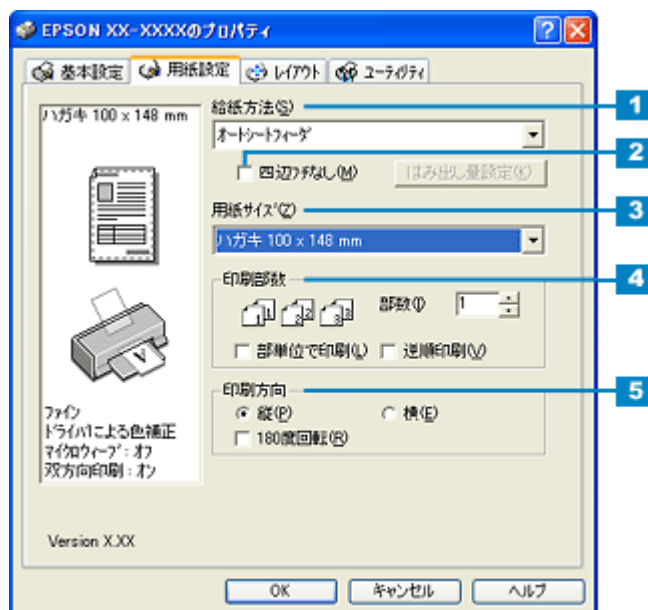 EPSON XX-XXXXのプロパティ
基本設定 用紙設定 レイアウト ユーティリティ
ハガキ 100 x 148 mm
給紙方法(S)
1
オートシートフィーダ
2
四辺フチなし(M) はみ出し量設定(K)
用紙サイズ(Z)
3
ハガキ 100 x 148 mm
印刷部数
4
1 2 3
部数(I) 1
部単位で印刷(L) 逆順印刷(V)
印刷方向
5
縦(P) 横(E)
180度回転(R)
V
ファイン
ドライバによる色補正
マイクロウィーブ : オフ
双方向印刷 : オン
Version X.XX
OK キャンセル ヘルプ